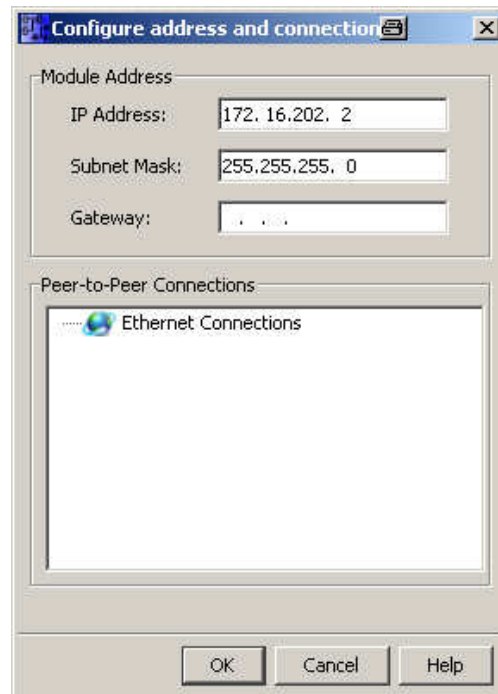 Configure address and connection
Module Address
IP Address: 172. 16.202. 2
Subnet Mask: 255.255.255. 0
Gateway: . . .
Peer-to-Peer Connections
Ethernet Connections
OK Cancel Help